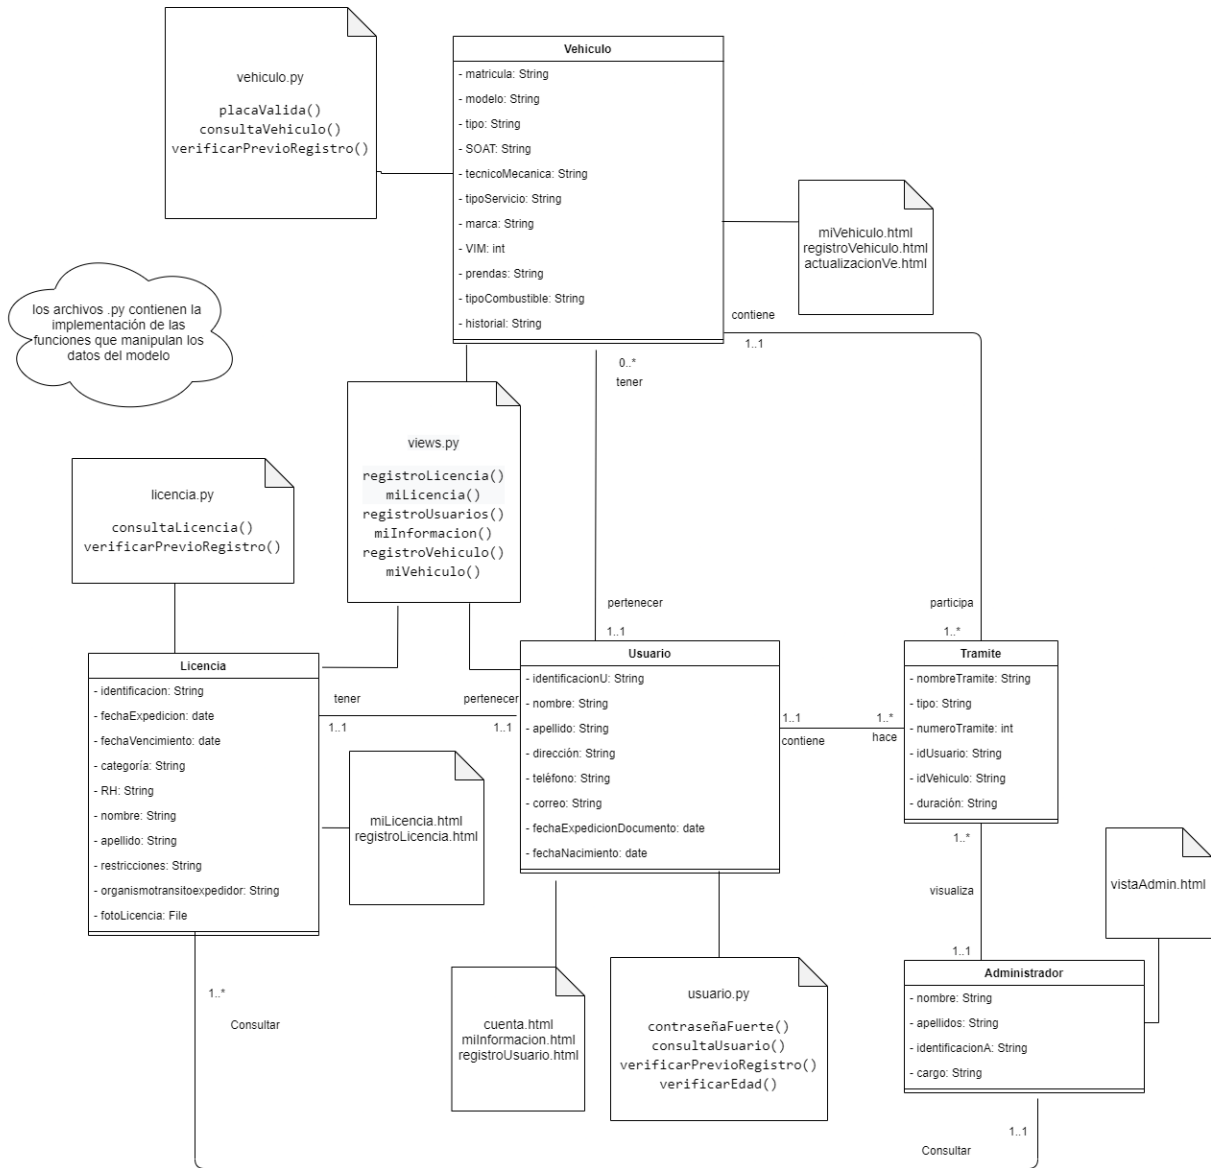 vehiculo.py
placaValida()
consultaVehiculo()
verificarPrevioRegistro()
Vehiculo
- matricula: String
- modelo: String
- tipo: String
- SOAT: String
- tecnicoMecanica: String
- tipoServicio: String
- marca: String
- VIM: int
- prendas: String
- tipoCombustible: String
- historial: String
miVehiculo.html
registroVehiculo.html
actualizacionVe.html
los archivos .py contienen la
implementación de las
funciones que manipulan los
datos del modelo
contiene
1..1
0..*
tener
views.py
registroLicencia()
miLicencia()
registroUsuarios()
miInformacion()
registroVehiculo()
miVehiculo()
licencia.py
consultaLicencia()
verificarPrevioRegistro()
pertenecer
1..1
participa
1..*
Licencia
- identificacion: String
- fechaExpedicion: date
- fechaVencimiento: date
- categoría: String
- RH: String
- nombre: String
- apellido: String
- restricciones: String
- organismotransitoexpedidor: String
- fotoLicencia: File
tener
1..1
pertenecer
1..1
Usuario
- identificacionU: String
- nombre: String
- apellido: String
- dirección: String
- teléfono: String
- correo: String
- fechaExpedicionDocumento: date
- fechaNacimiento: date
1..1
contiene
1..*
hace
Tramite
- nombreTramite: String
- tipo: String
- numeroTramite: int
- idUsuario: String
- idVehiculo: String
- duración: String
miLicencia.html
registroLicencia.html
1..*
visualiza
1..1
vistaAdmin.html
Administrador
- nombre: String
- apellidos: String
- identificacionA: String
- cargo: String
cuenta.html
miInformacion.html
registroUsuario.html
usuario.py
contraseñaFuerte()
consultaUsuario()
verificarPrevioRegistro()
verificarEdad()
1..*
Consultar
1..1
Consultar